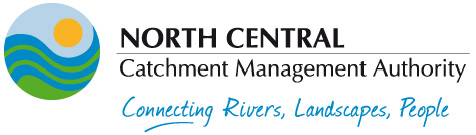 NORTH CENTRAL
Catchment Management Authority
Connecting Rivers, Landscapes, People